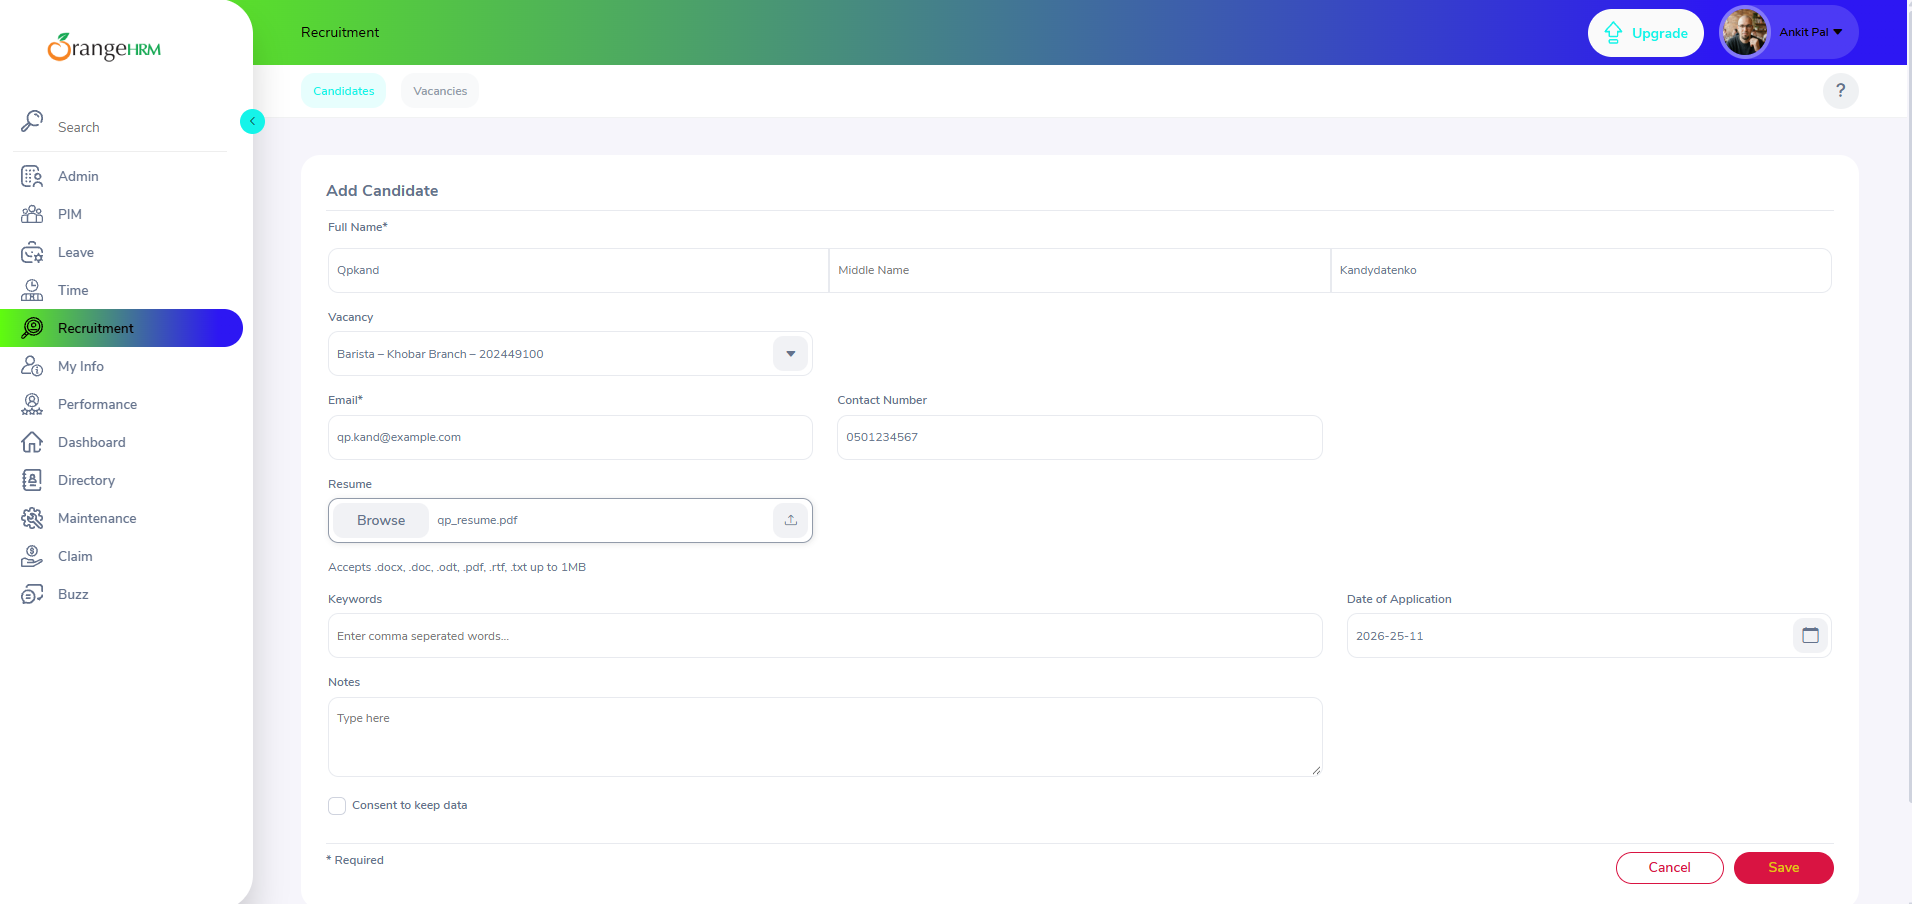 OrangeHRM
Recruitment
Upgrade
Ankit Pal
Candidates
Vacancies
?
Search
Admin
PIM
Leave
Time
Recruitment
My Info
Performance
Dashboard
Directory
Maintenance
Claim
Buzz
Add Candidate
Full Name*
Qpkand
Middle Name
Kandydatenko
Vacancy
Barista – Khobar Branch – 202449100
Email*
Contact Number
qp.kand@example.com
0501234567
Resume
Browse
qp_resume.pdf
Accepts .docx, .doc, .odt, .pdf, .rtf, .txt up to 1MB
Keywords
Date of Application
Enter comma seperated words...
2026-25-11
Notes
Type here
Consent to keep data
* Required
Cancel
Save